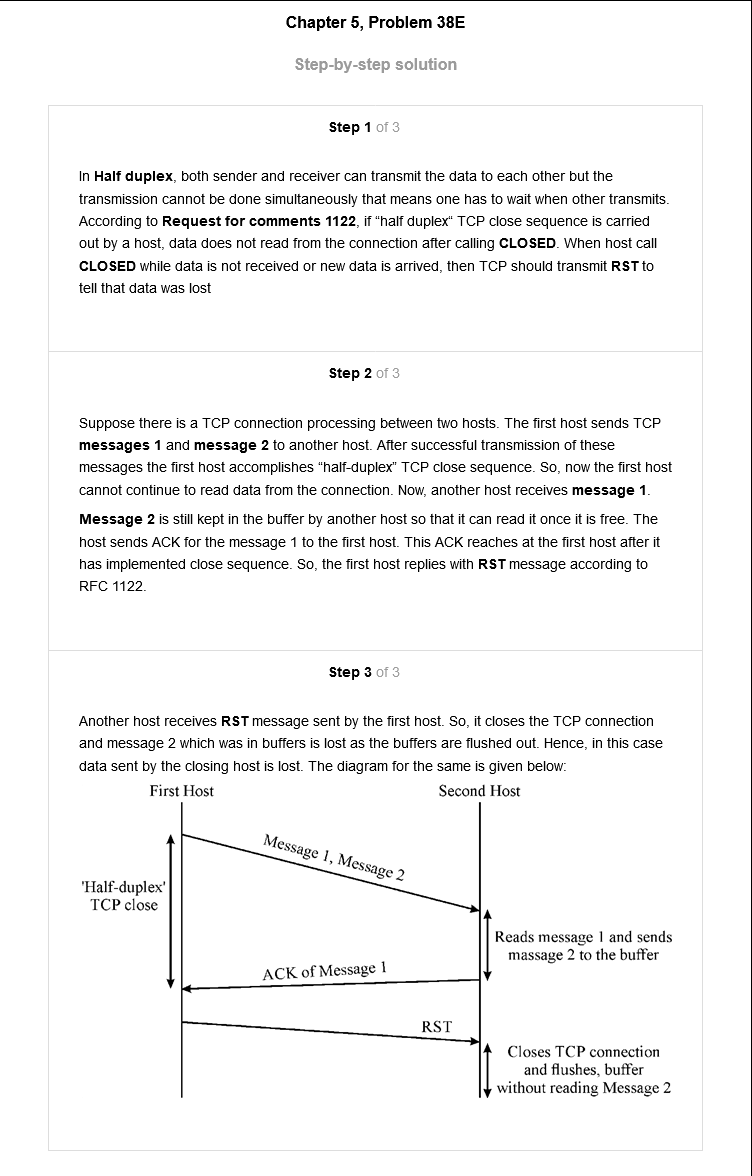 Chapter 5, Problem 38E
Step-by-step solution
Step 1 of 3
In Half duplex, both sender and receiver can transmit the data to each other but the
transmission cannot be done simultaneously that means one has to wait when other transmits.
According to Request for comments 1122, if "half duplex" TCP close sequence is carried
out by a host, data does not read from the connection after calling CLOSED. When host call
CLOSED while data is not received or new data is arrived, then TCP should transmit RST to
tell that data was lost
Step 2 of 3
Suppose there is a TCP connection processing between two hosts. The first host sends TCP
messages 1 and message 2 to another host. After successful transmission of these
messages the first host accomplishes "half-duplex" TCP close sequence. So, now the first host
cannot continue to read data from the connection. Now, another host receives message 1.
Message 2 is still kept in the buffer by another host so that it can read it once it is free. The
host sends ACK for the message 1 to the first host. This ACK reaches at the first host after it
has implemented close sequence. So, the first host replies with RST message according to
RFC 1122.
Step 3 of 3
Another host receives RST message sent by the first host. So, it closes the TCP connection
and message 2 which was in buffers is lost as the buffers are flushed out. Hence, in this case
data sent by the closing host is lost. The diagram for the same is given below:
First Host
Second Host
Message 1, Message 2
'Half-duplex'
TCP close
Reads message 1 and sends
massage 2 to the buffer
ACK of Message 1
RST
Closes TCP connection
and flushes, buffer
without reading Message 2